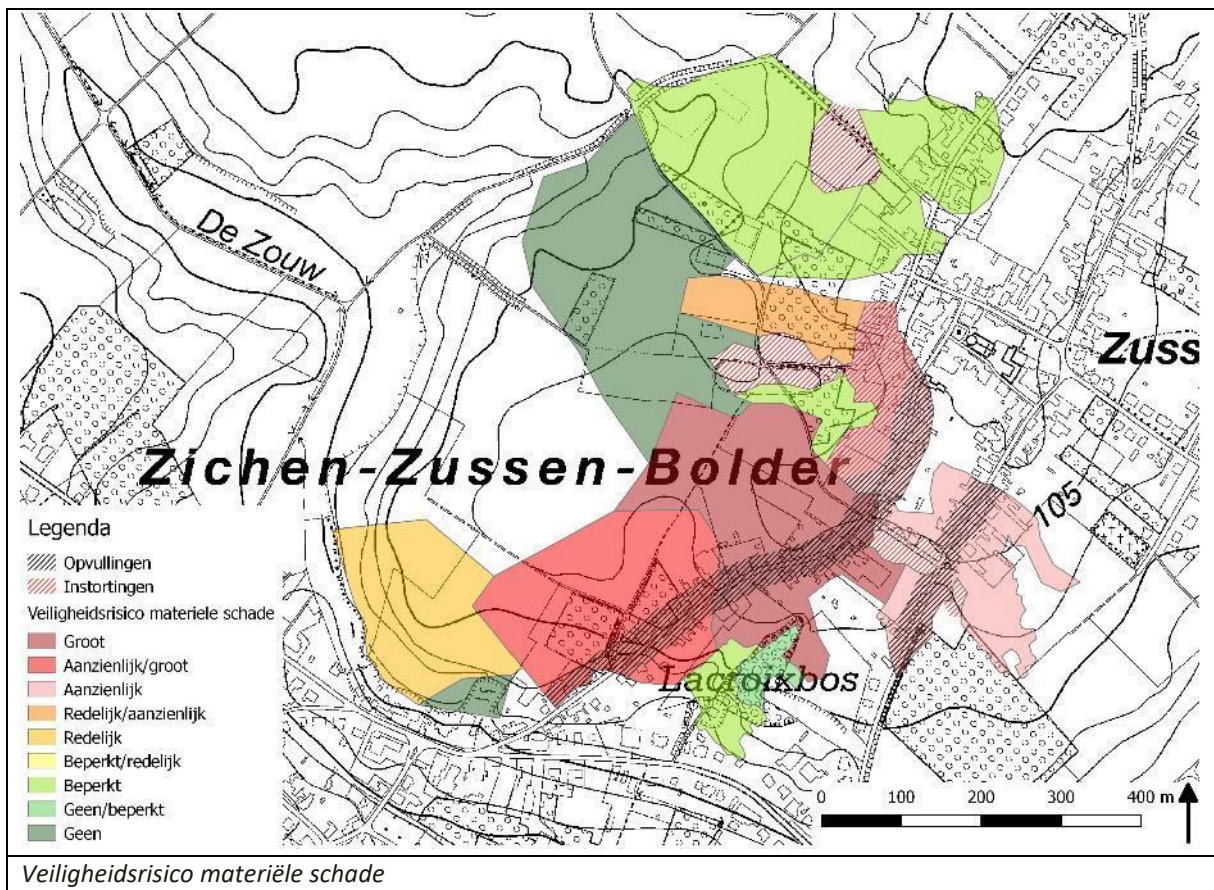 De Zouw
Zuss
Zichen-Zussen-Bolder
105
Lacroixbos
Legenda
Opvullingen
Instortingen
Veiligheidsrisico materiele schade
Groot
Aanzienlijk/groot
Aanzienlijk
Redelijk/aanzienlijk
Redelijk
Beperkt/redelijk
Beperkt
Geen/beperkt
Geen
0 100 200 300 400 m
Veiligheidsrisico materiële schade